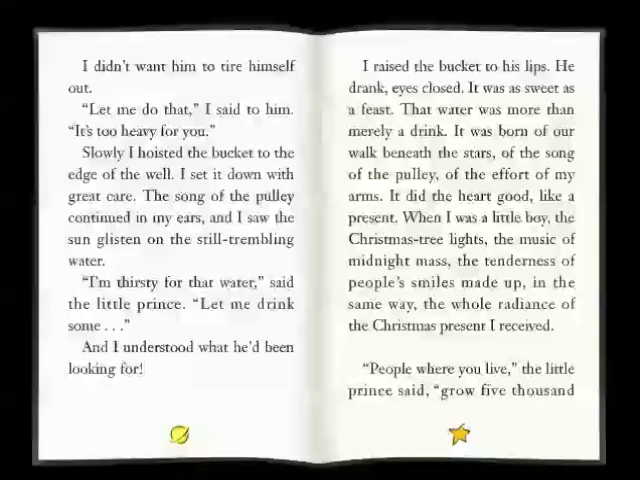 I didn't want him to tire himself
out.
"Let me do that," I said to him.
"It's too heavy for you."
Slowly I hoisted the bucket to the
edge of the well. I set it down with
great care. The song of the pulley
continued in my ears, and I saw the
sun glisten on the still-trembling
water.
"I'm thirsty for that water," said
the little prince. "Let me drink
some . . ."
And I understood what he'd been
looking for!
I raised the bucket to his lips. He
drank, eyes closed. It was as sweet as
a feast. That water was more than
merely a drink. It was born of our
walk beneath the stars, of the song
of the pulley, of the effort of my
arms. It did the heart good, like a
present. When I was a little boy, the
Christmas-tree lights, the music of
midnight mass, the tenderness of
people's smiles made up, in the
same way, the whole radiance of
the Christmas present I received.
"People where you live," the little
prince said, "grow five thousand